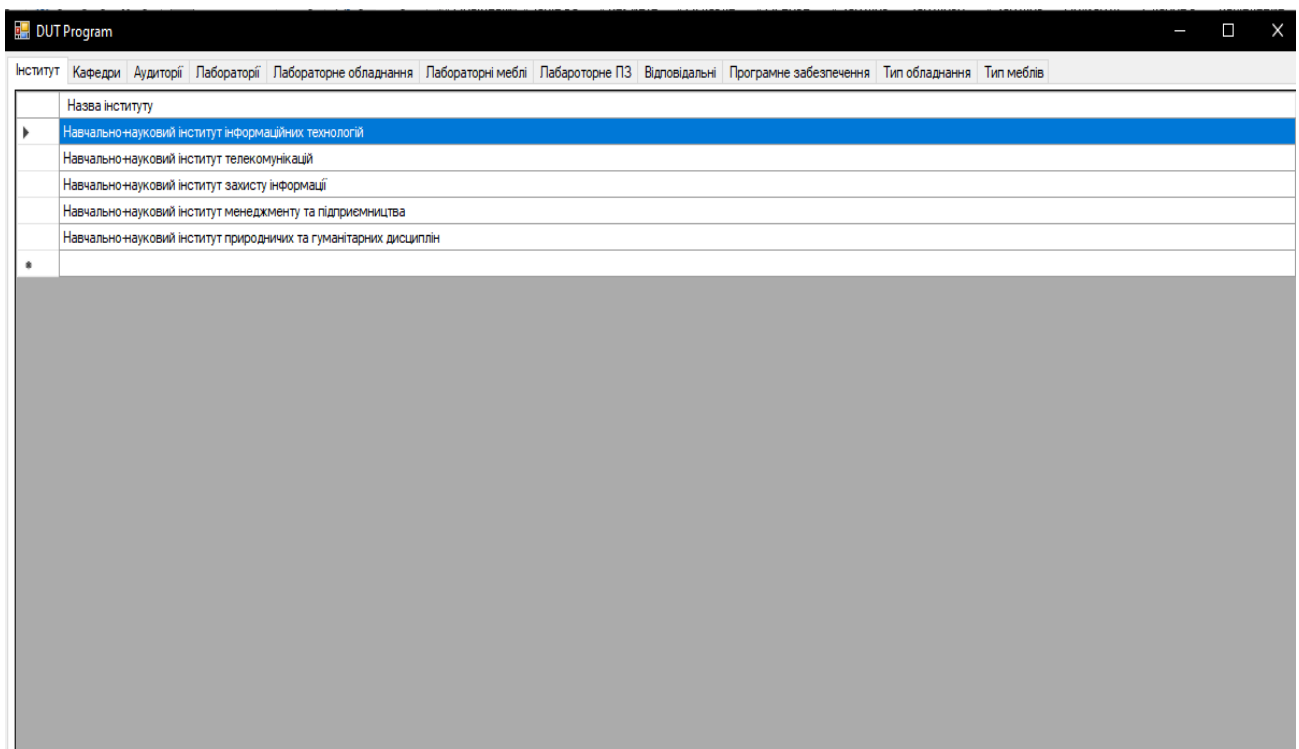 DUT Program
Інститут Кафедри Аудиторії Лабораторії Лабораторне обладнання Лабораторні меблі Лабароторне ПЗ Відповідальні Програмне забезпечення Тип обладнання Тип меблів
Назва інституту
Навчально-науковий інститут інформаційних технологій
Навчально-науковий інститут телекомунікацій
Навчально-науковий інститут захисту інформації
Навчально-науковий інститут менеджменту та підприємництва
Навчально-науковий інститут природничих та гуманітарних дисциплін